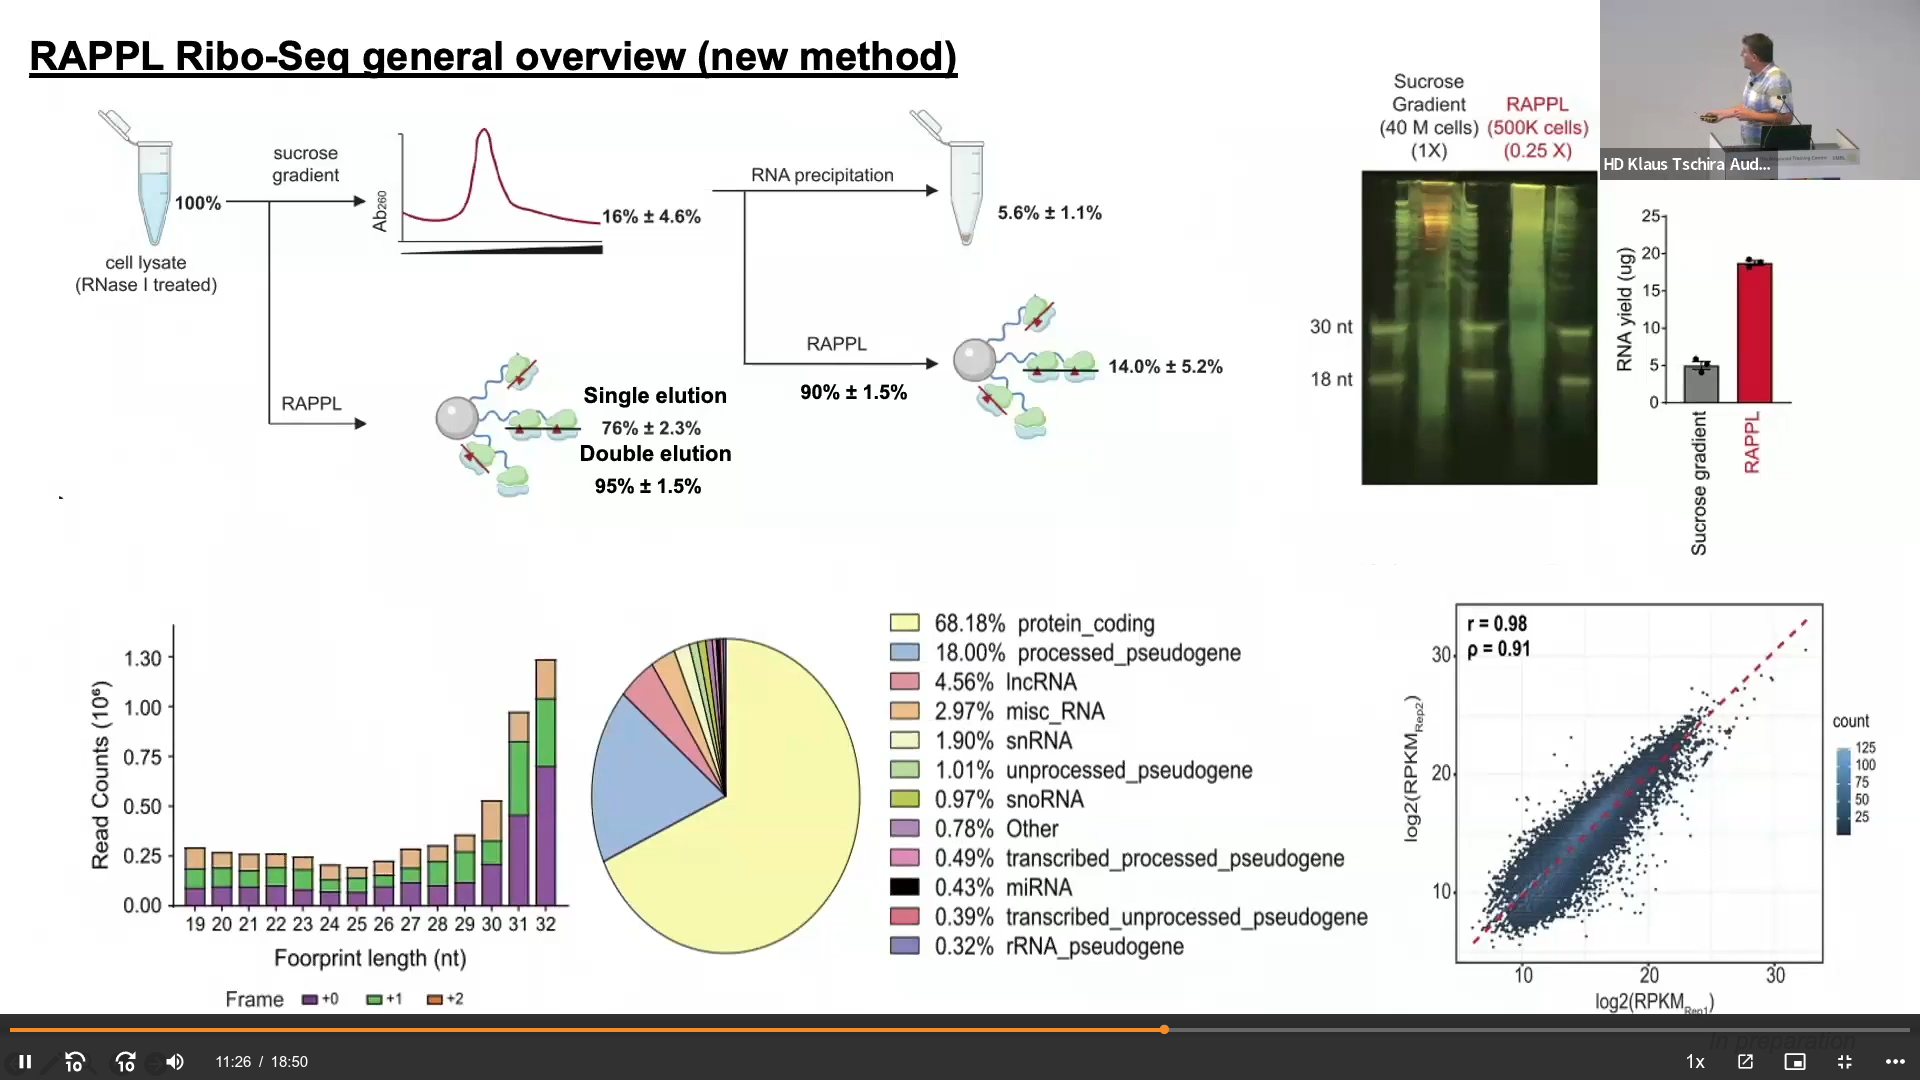 RAPPL Ribo-Seq general overview (new method)
100%
cell lysate
(RNase I treated)
sucrose
gradient
Ab260
16% ± 4.6%
RNA precipitation
5.6% ± 1.1%
RAPPL
90% ± 1.5%
14.0% ± 5.2%
RAPPL
Single elution
76% ± 2.3%
Double elution
95% ± 1.5%
Sucrose
Gradient
(40 M cells)
(1X)
RAPPL
(500K cells)
(0.25 X)
30 nt
18 nt
HD Klaus Tschira Aud...
RNA yield (ug)
25
20
15
10
5
0
Sucrose gradient
RAPPL
Read Counts (10⁶)
1.30
1.00
0.75
0.50
0.25
0.00
19 20 21 22 23 24 25 26 27 28 29 30 31 32
Foorprint length (nt)
Frame +0 +1 +2
68.18% protein_coding
18.00% processed_pseudogene
4.56% lncRNA
2.97% misc_RNA
1.90% snRNA
1.01% unprocessed_pseudogene
0.97% snoRNA
0.78% Other
0.49% transcribed_processed_pseudogene
0.43% miRNA
0.39% transcribed_unprocessed_pseudogene
0.32% rRNA_pseudogene
r = 0.98
ρ = 0.91
log2(RPKMRep2)
30
20
10
10 20 30
log2(RPKMRep1)
count
125
100
75
50
25
In preparation
10
10
11:26 / 18:50
1x